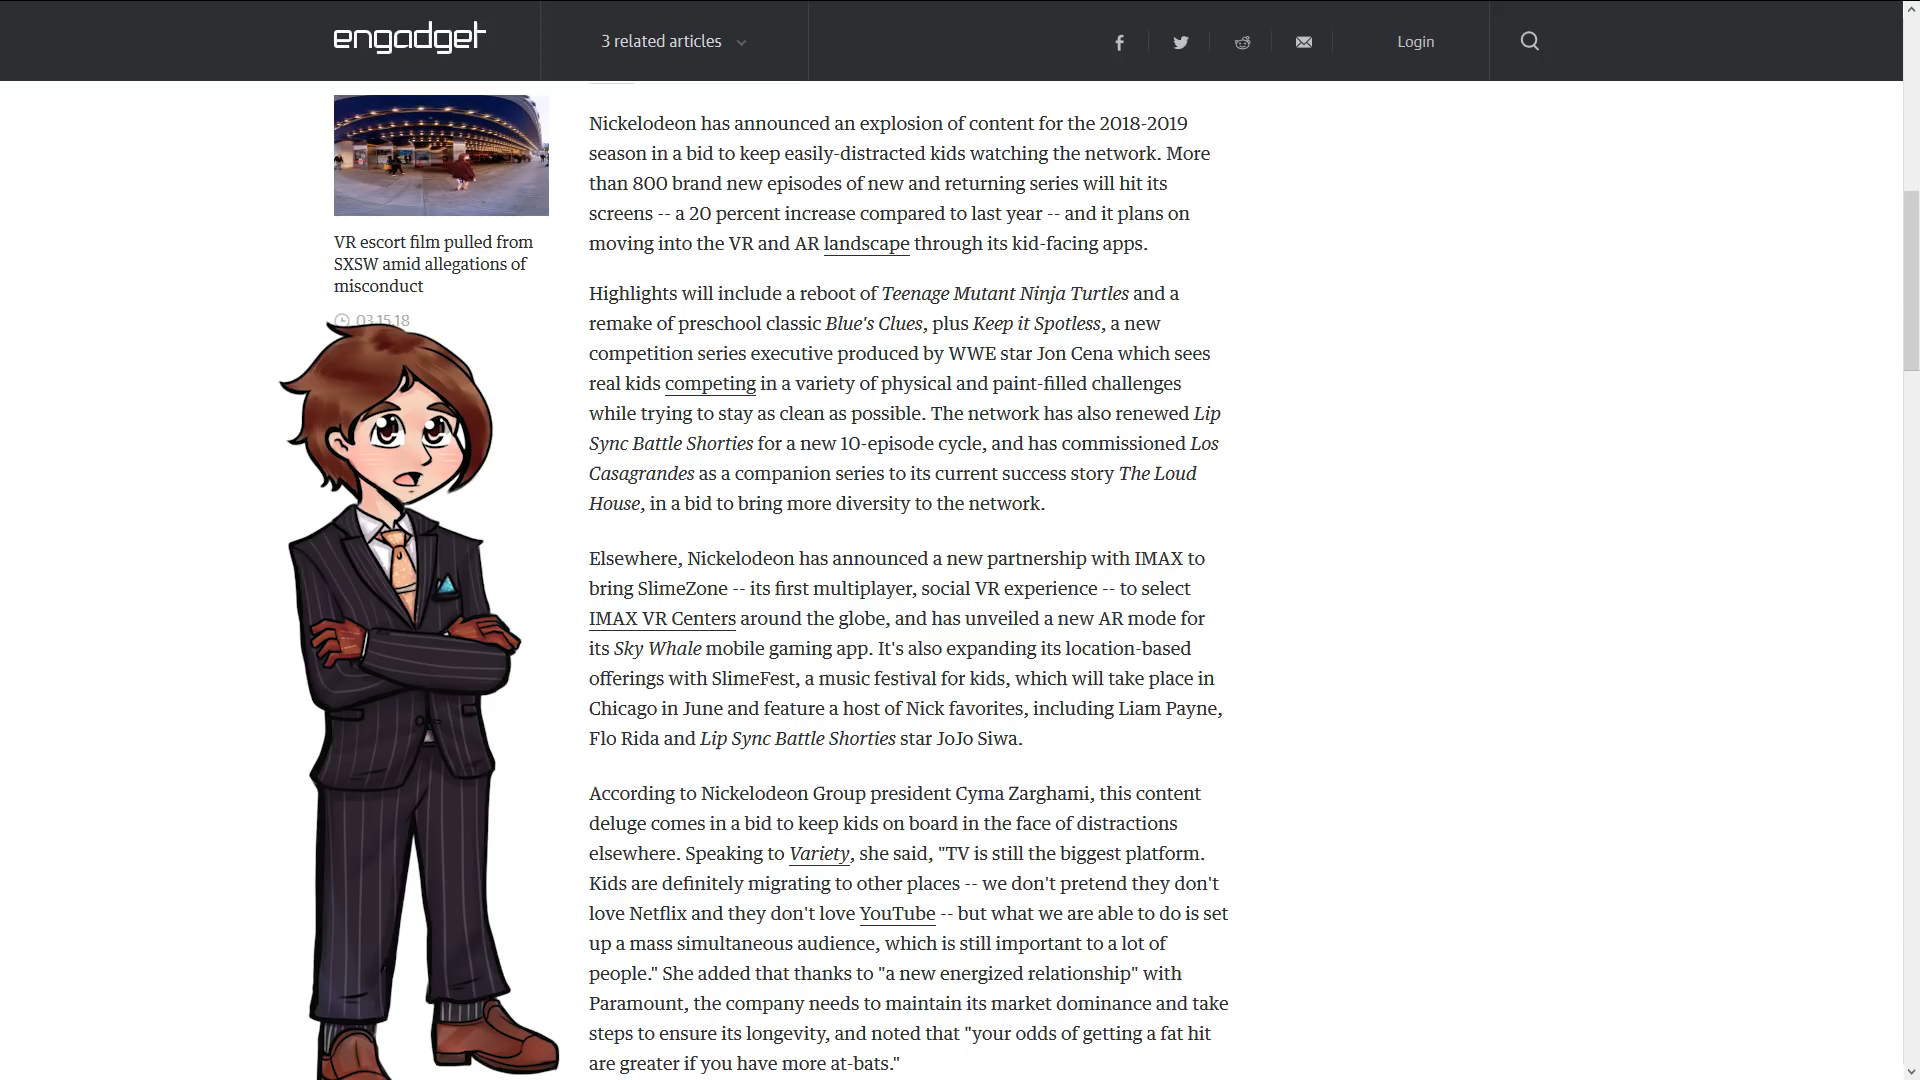 engadget
3 related articles
Login
VR escort film pulled from
SXSW amid allegations of
misconduct
03.15.18
Nickelodeon has announced an explosion of content for the 2018-2019
season in a bid to keep easily-distracted kids watching the network. More
than 800 brand new episodes of new and returning series will hit its
screens -- a 20 percent increase compared to last year -- and it plans on
moving into the VR and AR landscape through its kid-facing apps.
Highlights will include a reboot of Teenage Mutant Ninja Turtles and a
remake of preschool classic Blue's Clues, plus Keep it Spotless, a new
competition series executive produced by WWE star Jon Cena which sees
real kids competing in a variety of physical and paint-filled challenges
while trying to stay as clean as possible. The network has also renewed Lip
Sync Battle Shorties for a new 10-episode cycle, and has commissioned Los
Casagrandes as a companion series to its current success story The Loud
House, in a bid to bring more diversity to the network.
Elsewhere, Nickelodeon has announced a new partnership with IMAX to
bring SlimeZone -- its first multiplayer, social VR experience -- to select
IMAX VR Centers around the globe, and has unveiled a new AR mode for
its Sky Whale mobile gaming app. It's also expanding its location-based
offerings with SlimeFest, a music festival for kids, which will take place in
Chicago in June and feature a host of Nick favorites, including Liam Payne,
Flo Rida and Lip Sync Battle Shorties star JoJo Siwa.
According to Nickelodeon Group president Cyma Zarghami, this content
deluge comes in a bid to keep kids on board in the face of distractions
elsewhere. Speaking to Variety, she said, "TV is still the biggest platform.
Kids are definitely migrating to other places -- we don't pretend they don't
love Netflix and they don't love YouTube -- but what we are able to do is set
up a mass simultaneous audience, which is still important to a lot of
people." She added that thanks to "a new energized relationship" with
Paramount, the company needs to maintain its market dominance and take
steps to ensure its longevity, and noted that "your odds of getting a fat hit
are greater if you have more at-bats."